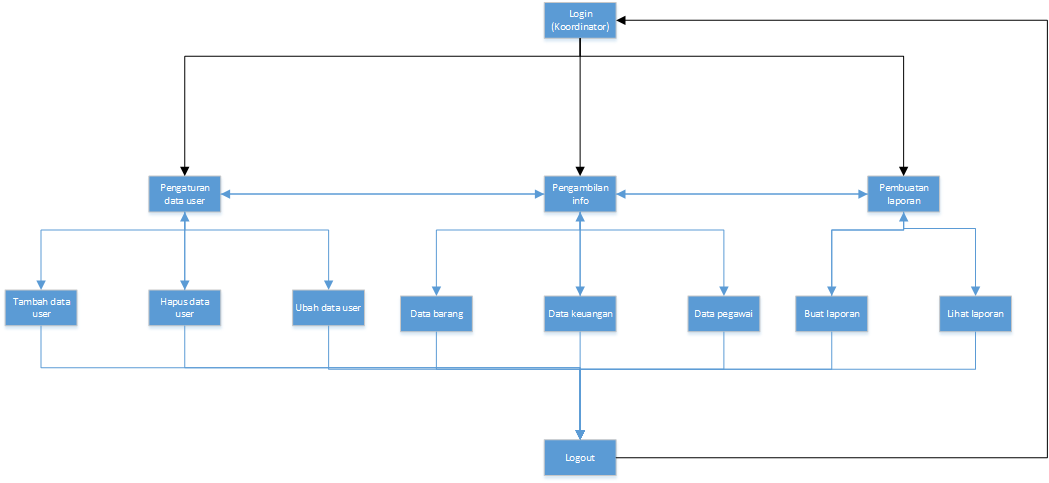 Login
(Koordinator)
Pengaturan
data user
Pengambilan
info
Pembuatan
laporan
Tambah data
user
Hapus data
user
Ubah data user
Data barang
Data keuangan
Data pegawai
Buat laporan
Lihat laporan
Logout